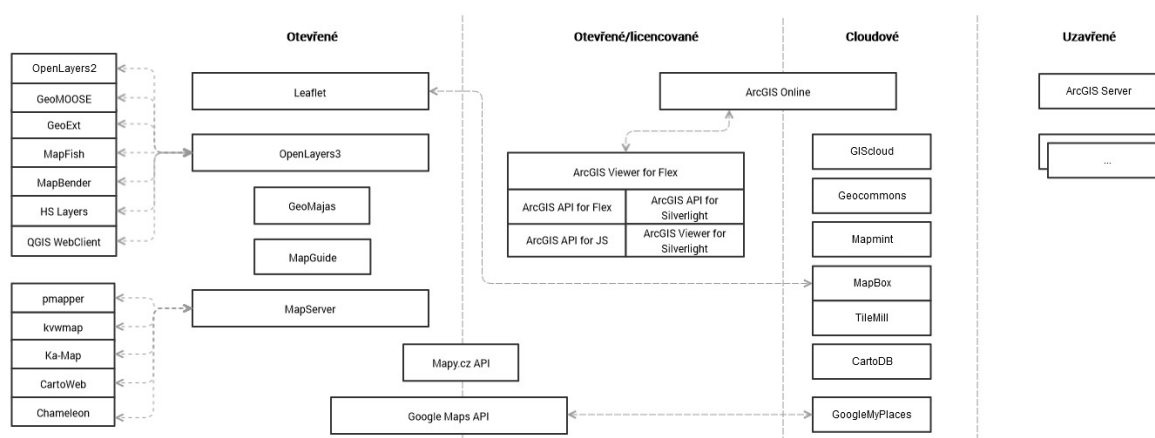 Otevřené
Otevřené/licencované
Cloudové
Uzavřené
OpenLayers2
GeoMOOSE
GeoExt
MapFish
MapBender
HS Layers
QGIS WebClient
pmapper
kvwmap
Ka-Map
CartoWeb
Chameleon
Leaflet
OpenLayers3
GeoMajas
MapGuide
MapServer
Mapy.cz API
Google Maps API
ArcGIS Online
ArcGIS Viewer for Flex
ArcGIS API for Flex
ArcGIS API for
Silverlight
ArcGIS API for JS
ArcGIS Viewer for
Silverlight
GIScloud
Geocommons
Mapmint
MapBox
TileMill
CartoDB
GoogleMyPlaces
ArcGIS Server
...